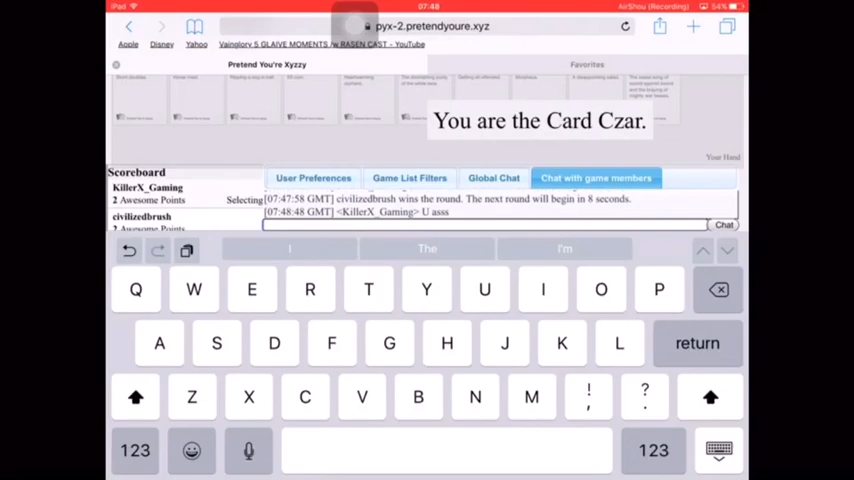 iPad 07:48 AirShou (Recording) 54%
pyx-2.pretendyoure.xyz
Apple Disney Yahoo Vainglory 5 GLAIVE MOMENTS /w RASEN CAST - YouTube
Pretend You're Xyzzy Favorites
You are the Card Czar.
Your Hand
Scoreboard
User Preferences Game List Filters Global Chat Chat with game members
KillerX_Gaming
2 Awesome Points Selecting
[07:47:58 GMT] civilizedbrush wins the round. The next round will begin in 8 seconds.
[07:48:48 GMT] <KillerX_Gaming> U asss
civilizedbrush
2 Awesome Points
Chat
I The I'm
Q W E R T Y U I O P
A S D F G H J K L return
Z X C V B N M ! , ? .
123 123